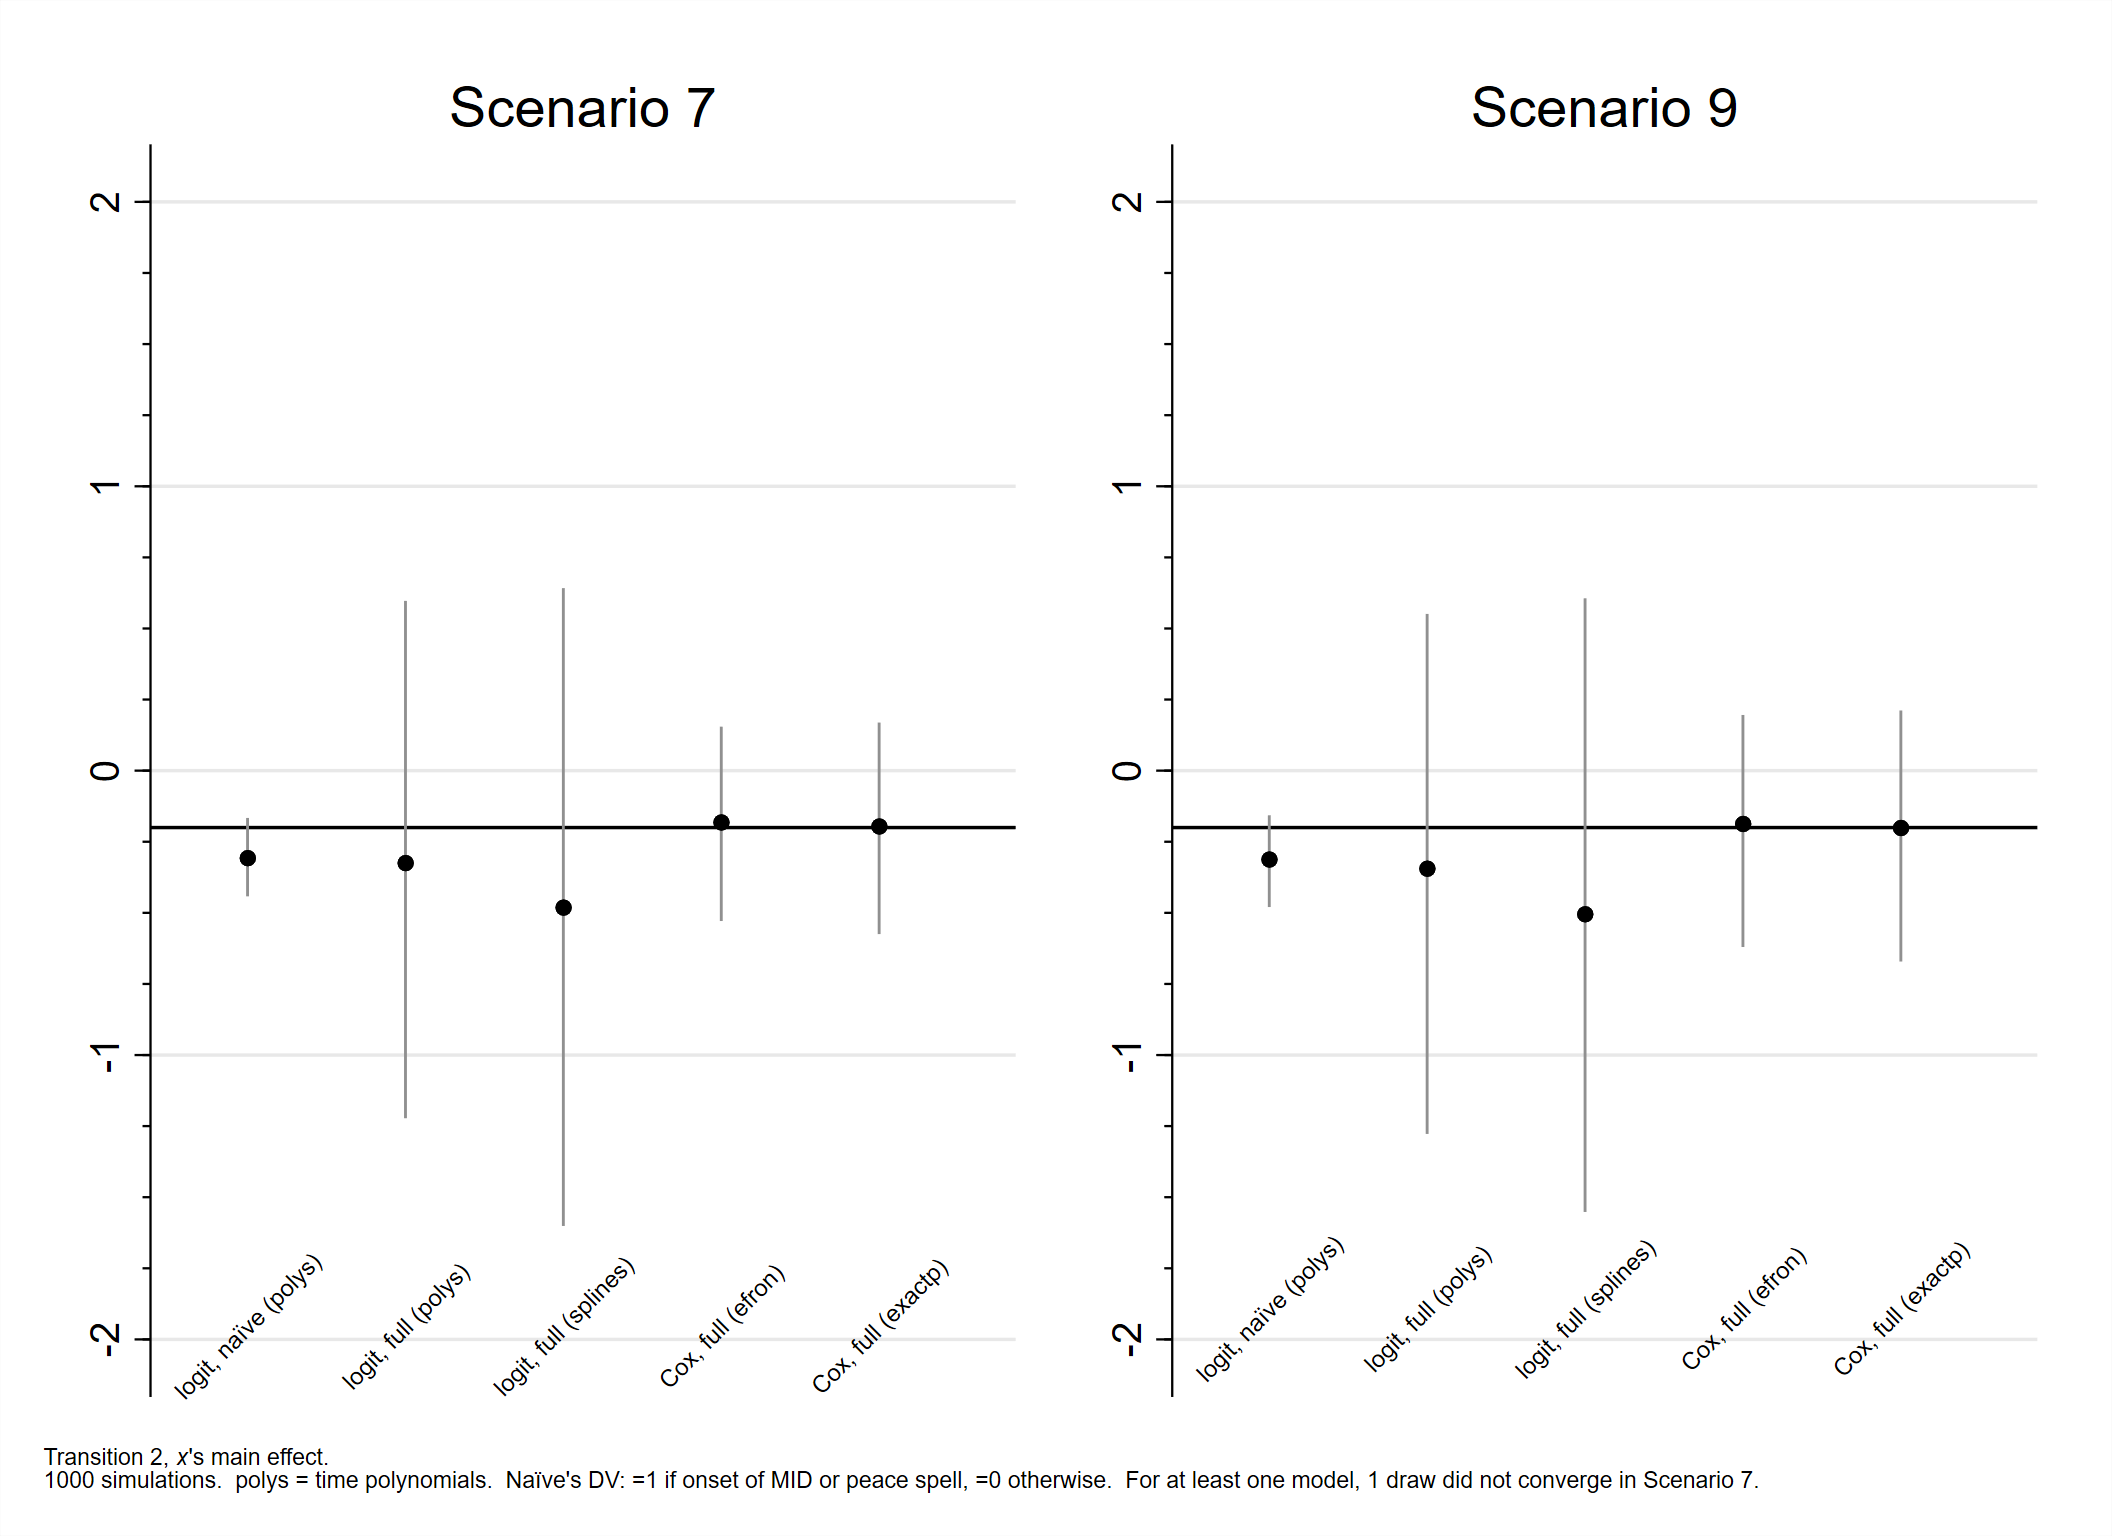 Scenario 7
2
1
0
-1
-2
logit, naïve (polys)
logit, full (polys)
logit, full (splines)
Cox, full (efron)
Cox, full (exactp)
Scenario 9
2
1
0
-1
-2
logit, naïve (polys)
logit, full (polys)
logit, full (splines)
Cox, full (efron)
Cox, full (exactp)
Transition 2, x's main effect.
1000 simulations.  polys = time polynomials.  Naïve's DV: =1 if onset of MID or peace spell, =0 otherwise.  For at least one model, 1 draw did not converge in Scenario 7.